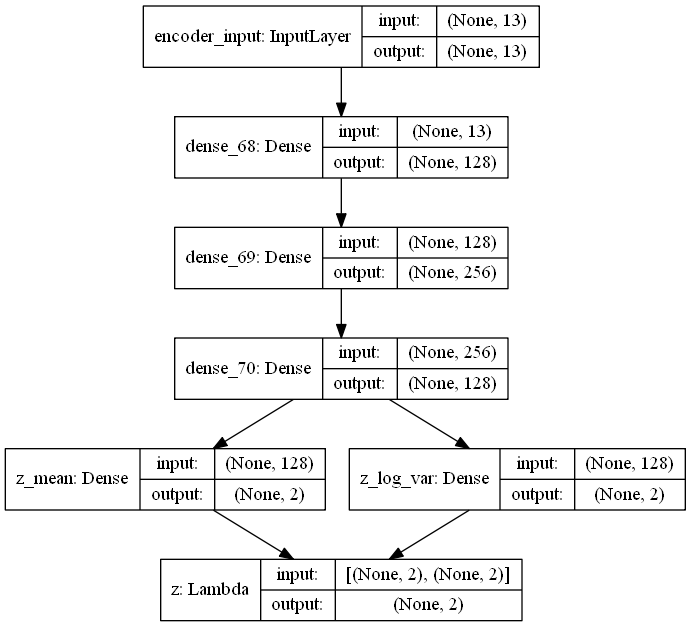 encoder_input: InputLayer
input: (None, 13)
output: (None, 13)
dense_68: Dense
input: (None, 13)
output: (None, 128)
dense_69: Dense
input: (None, 128)
output: (None, 256)
dense_70: Dense
input: (None, 256)
output: (None, 128)
z_mean: Dense
input: (None, 128)
output: (None, 2)
z_log_var: Dense
input: (None, 128)
output: (None, 2)
z: Lambda
input: [(None, 2), (None, 2)]
output: (None, 2)